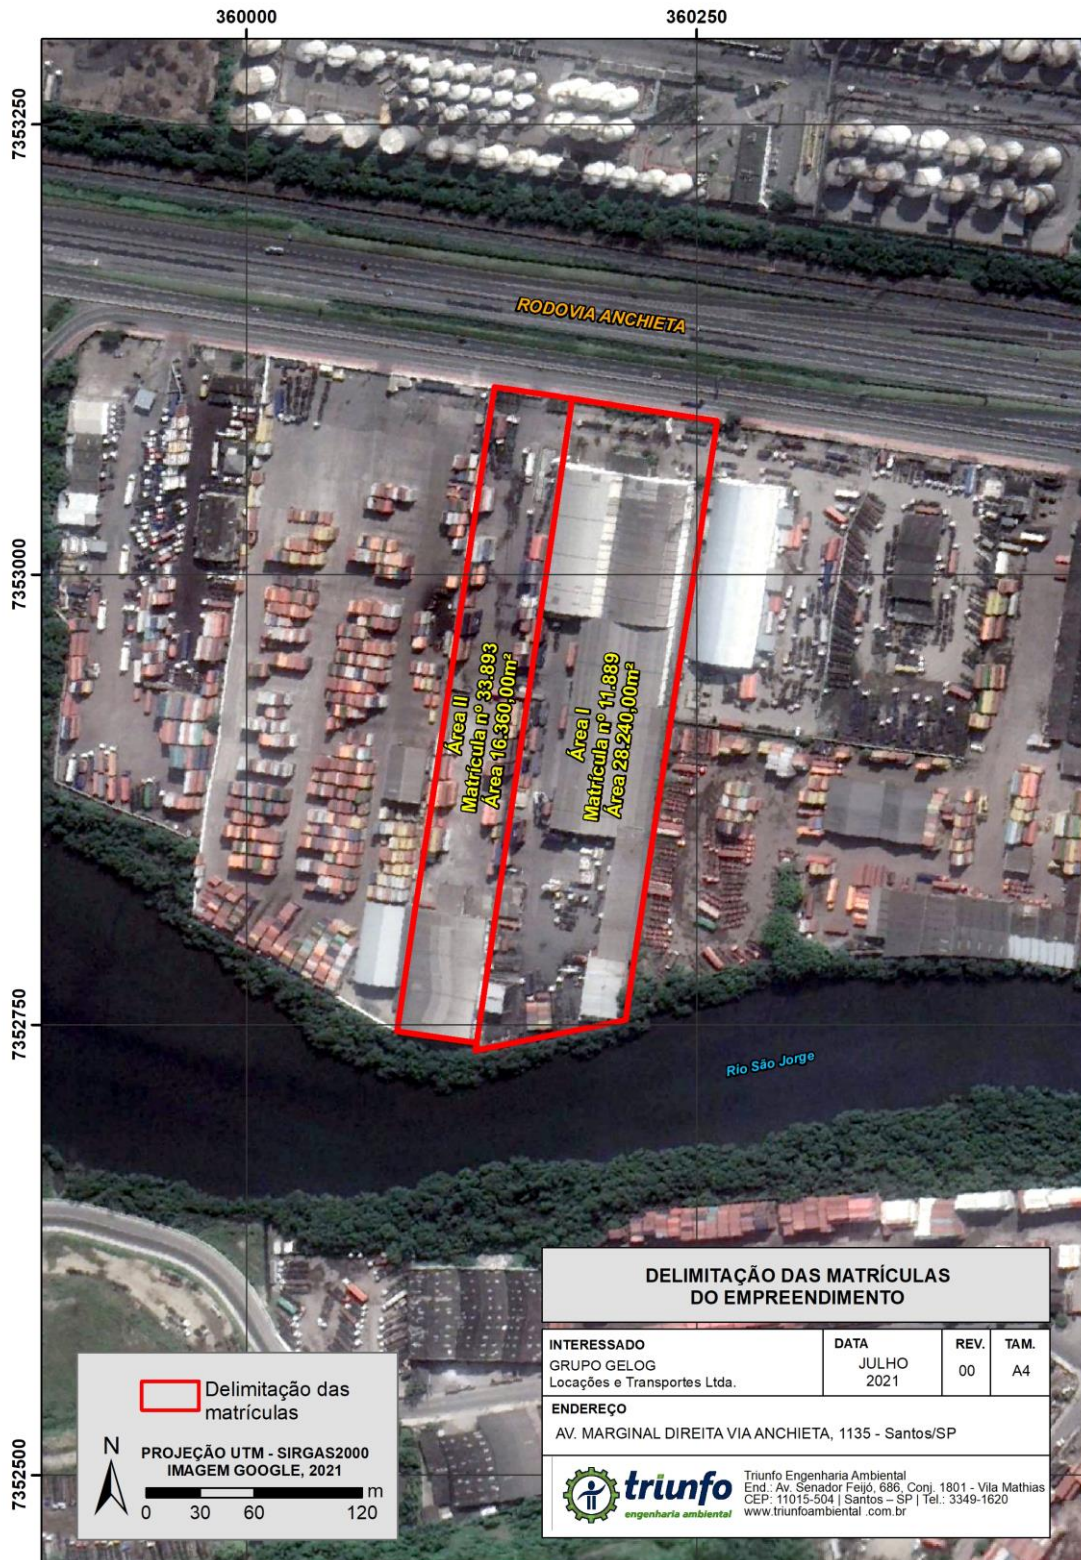 360000
360250
7353250
7353000
7352750
7352500
RODOVIA ANCHIETA
Área II
Matrícula nº 33.893
Área 16.360,00m²
Área I
Matrícula nº 11.889
Área 28.240,00m²
Rio São Jorge
Delimitação das
matrículas
N
PROJEÇÃO UTM - SIRGAS2000
IMAGEM GOOGLE, 2021
m
0 30 60 120
DELIMITAÇÃO DAS MATRÍCULAS
DO EMPREENDIMENTO
INTERESSADO
GRUPO GELOG
Locações e Transportes Ltda.
DATA
JULHO
2021
REV.
00
TAM.
A4
ENDEREÇO
AV. MARGINAL DIREITA VIA ANCHIETA, 1135 - Santos/SP
triunfo
engenharia ambiental
Triunfo Engenharia Ambiental
End.: Av. Senador Feijó, 686, Conj. 1801 - Vila Mathias
CEP: 11015-504 | Santos – SP | Tel.: 3349-1620
www.triunfoambiental .com.br